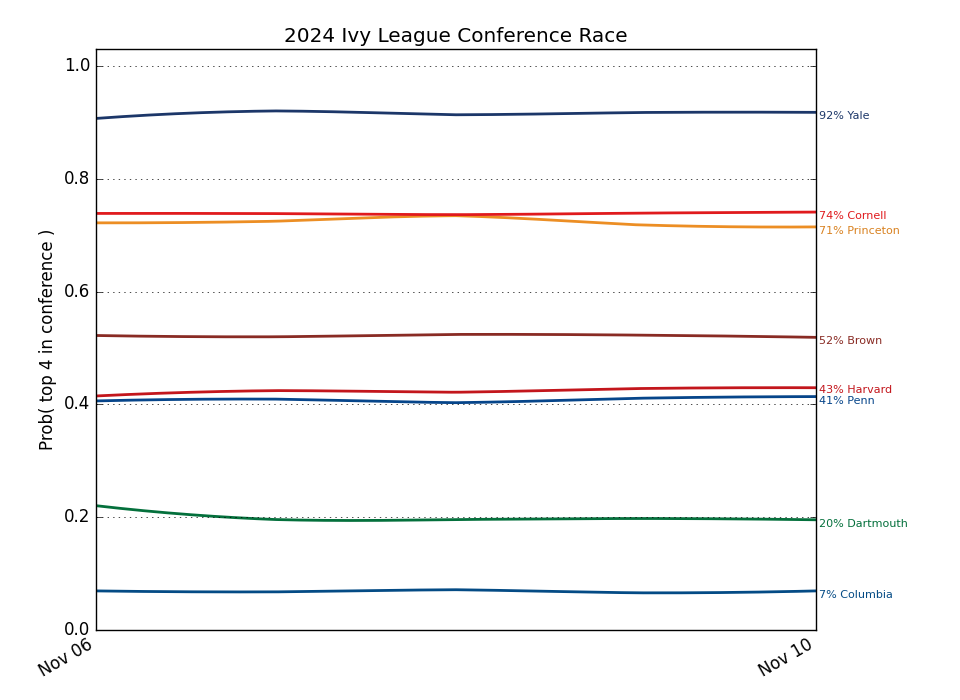 2024 Ivy League Conference Race
Prob( top 4 in conference )
1.0
0.8
0.6
0.4
0.2
0.0
92% Yale
74% Cornell
71% Princeton
52% Brown
43% Harvard
41% Penn
20% Dartmouth
7% Columbia
Nov 06
Nov 10